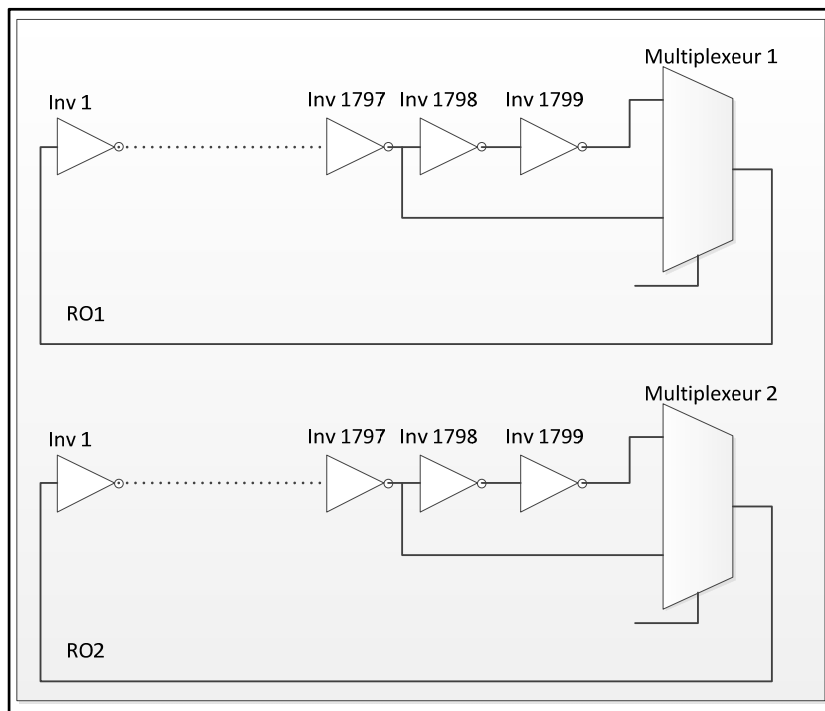 Multiplexeur 1
Inv 1
Inv 1797
Inv 1798
Inv 1799
RO1
Multiplexeur 2
Inv 1
Inv 1797
Inv 1798
Inv 1799
RO2